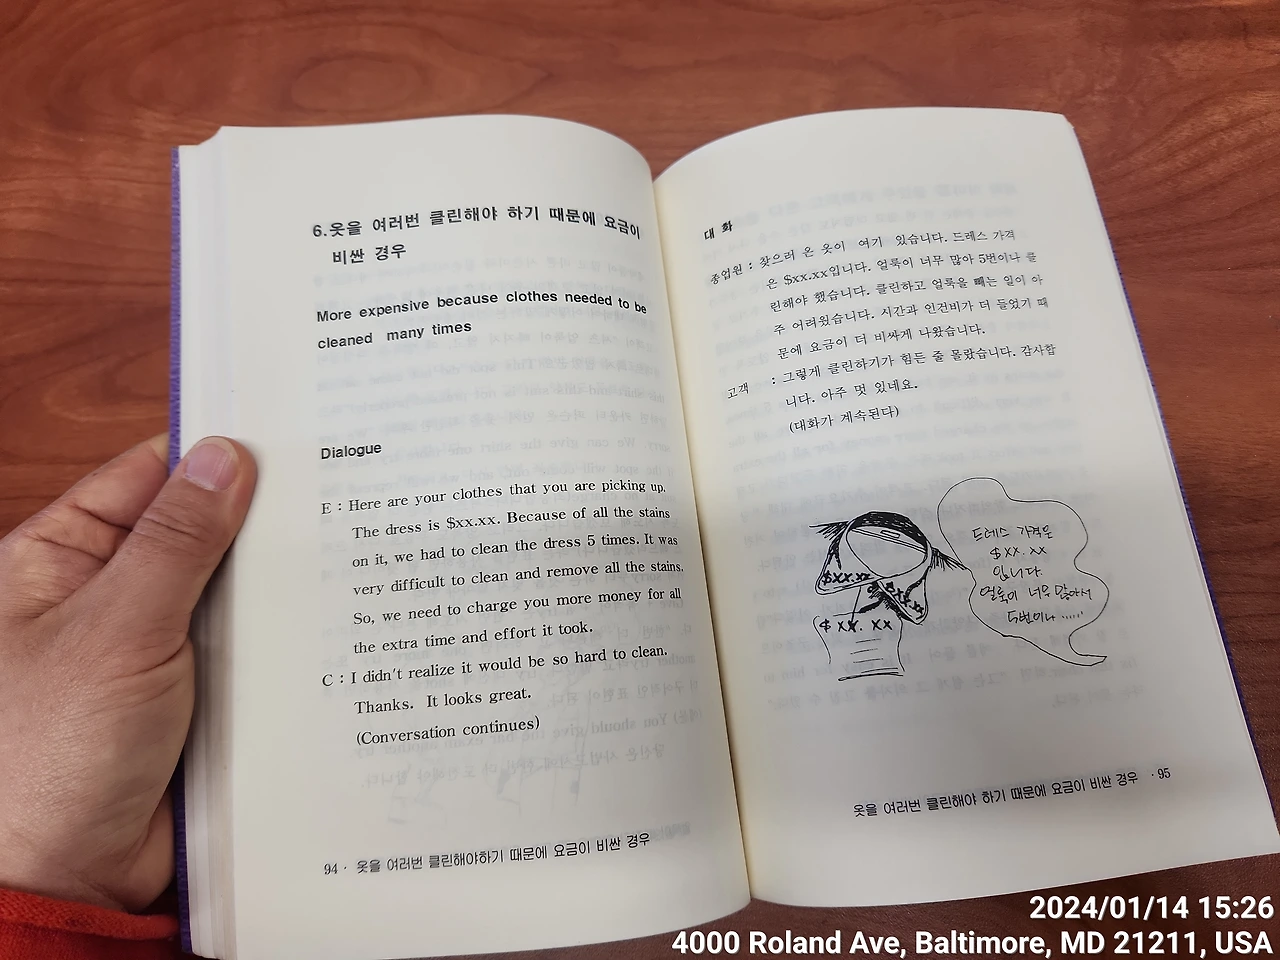 6.옷을 여러번 클린해야 하기 때문에 요금이
비싼 경우
More expensive because clothes needed to be
cleaned many times
Dialogue
E : Here are your clothes that you are picking up.
The dress is $xx.xx. Because of all the stains
on it, we had to clean the dress 5 times. It was
very difficult to clean and remove all the stains.
So, we need to charge you more money for all
the extra time and effort it took.
C : I didn't realize it would be so hard to clean.
Thanks. It looks great.
(Conversation continues)
94 · 옷을 여러번 클린해야하기 때문에 요금이 비싼 경우
대 화
종업원 : 찾으러 온 옷이 여기 있습니다. 드레스 가격
은 $xx.xx입니다. 얼룩이 너무 많아 5번이나 클
린해야 했습니다. 클린하고 얼룩을 빼는 일이 아
주 어려웠습니다. 시간과 인건비가 더 들었기 때
문에 요금이 더 비싸게 나왔습니다.
고객 : 그렇게 클린하기가 힘든 줄 몰랐습니다. 감사합
니다. 아주 멋 있네요.
(대화가 계속된다)
드레스 가격은
$ xx. xx
입니다.
얼룩이 너무 많아서
5번이나 ......
$xx.xx
$xx.xx
$ xx. xx
옷을 여러번 클린해야 하기 때문에 요금이 비싼 경우 · 95
2024/01/14 15:26
4000 Roland Ave, Baltimore, MD 21211, USA